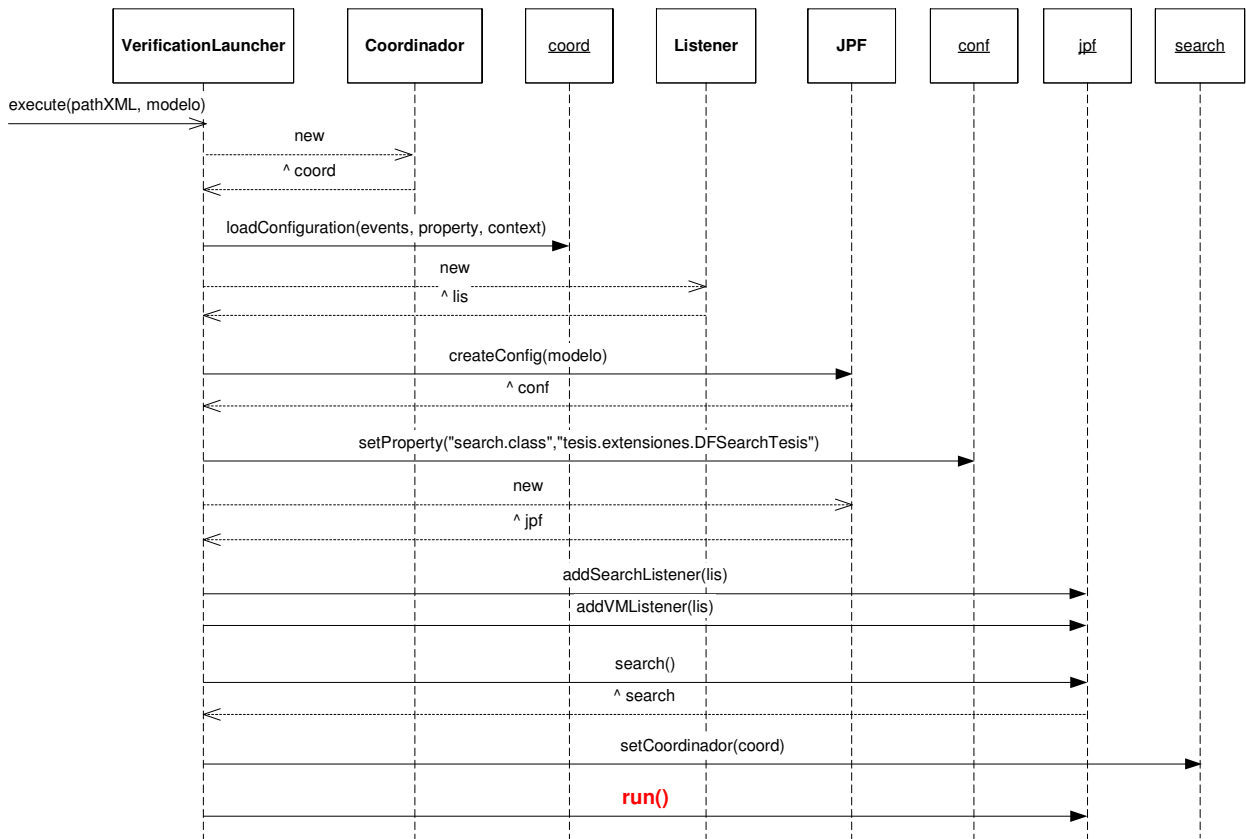 VerificationLauncher
Coordinador
coord
Listener
JPF
conf
jpf
search
execute(pathXML, modelo)
new
^ coord
loadConfiguration(events, property, context)
new
^ lis
createConfig(modelo)
^ conf
setProperty("search.class","tesis.extensiones.DFSearchTesis")
new
^ jpf
addSearchListener(lis)
addVMListener(lis)
search()
^ search
setCoordinador(coord)
run()